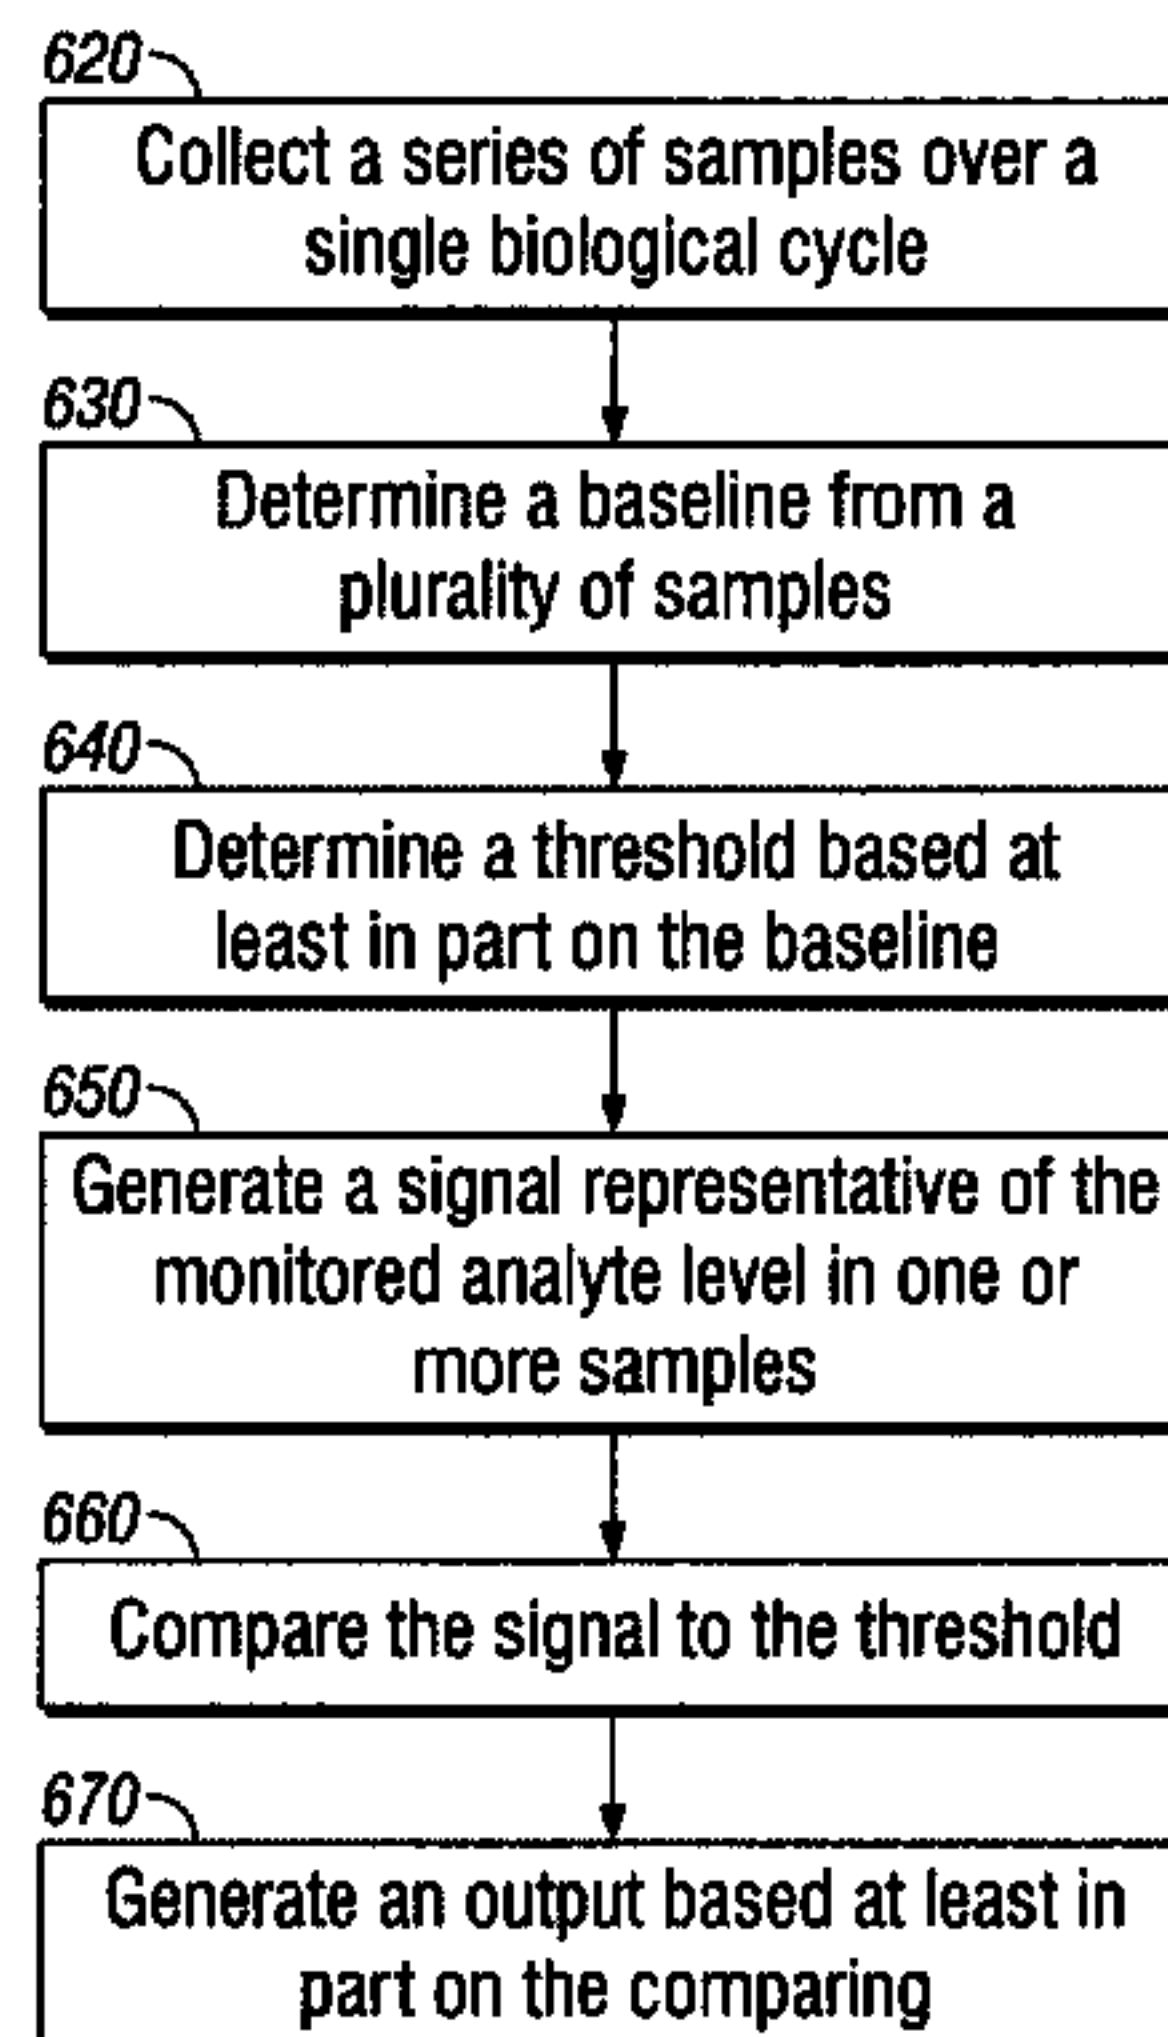 620
Collect a series of samples over a
single biological cycle
630
Determine a baseline from a
plurality of samples
640
Determine a threshold based at
least in part on the baseline
650
Generate a signal representative of the
monitored analyte level in one or
more samples
660
Compare the signal to the threshold
670
Generate an output based at least in
part on the comparing